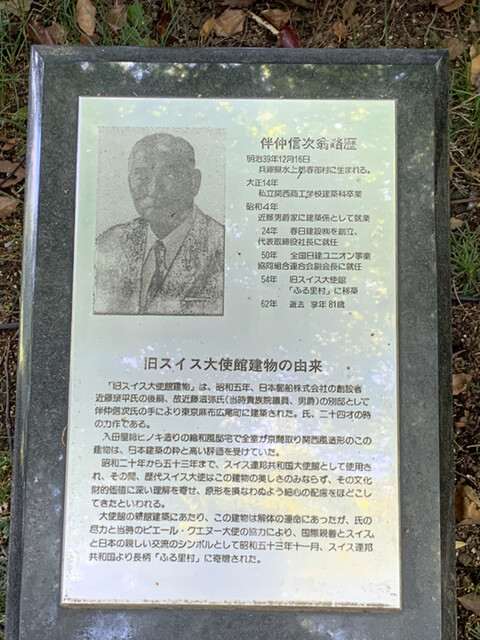 伴仲信次翁略歴
明治39年12月16日
兵庫県氷上郡春部村に生まれる。
大正14年
私立関西商工学校建築科卒業
昭和4年
近藤男爵家に建築係として就業
24年 春日建設㈱を創立、
代表取締役社長に就任
50年 全国日建ユニオン事業
協同組合連合会副会長に就任
54年 旧スイス大使館
「ふる里村」に移築
62年 逝去 享年81歳
旧スイス大使館建物の由来
「旧スイス大使館建物」は、昭和五年、日本郵船株式会社の創設者
近藤廉平氏の後嗣、故近藤滋弥氏(当時貴族院議員、男爵)の別邸として
伴仲信次氏の手により東京麻布広尾町に建築された。氏、二十四才の時
の力作である。
入母屋
ヒノキ造りの総和風邸宅で全室が京間取り関西風造形のこの
建物は、日本建築の粋と高い評価を受けていた。
昭和二十年から五十三年まで、スイス連邦共和国大使館として使用さ
れ、その間、歴代スイス大使はこの建物の美しさのみならず、その文化
財的価値に深い理解を寄せ、原形を損なわぬよう細心の配慮をほどこし
てきたといわれる。
大使館の新館建築にあたり、この建物は解体の運命にあったが、氏の
尽力と当時のピエール・クエヌー大使の協力により、国際親善とスイス
と日本の親しい交流のシンボルとして昭和五十三年十一月、スイス連邦
共和国より長柄「ふる里村」に寄贈された。